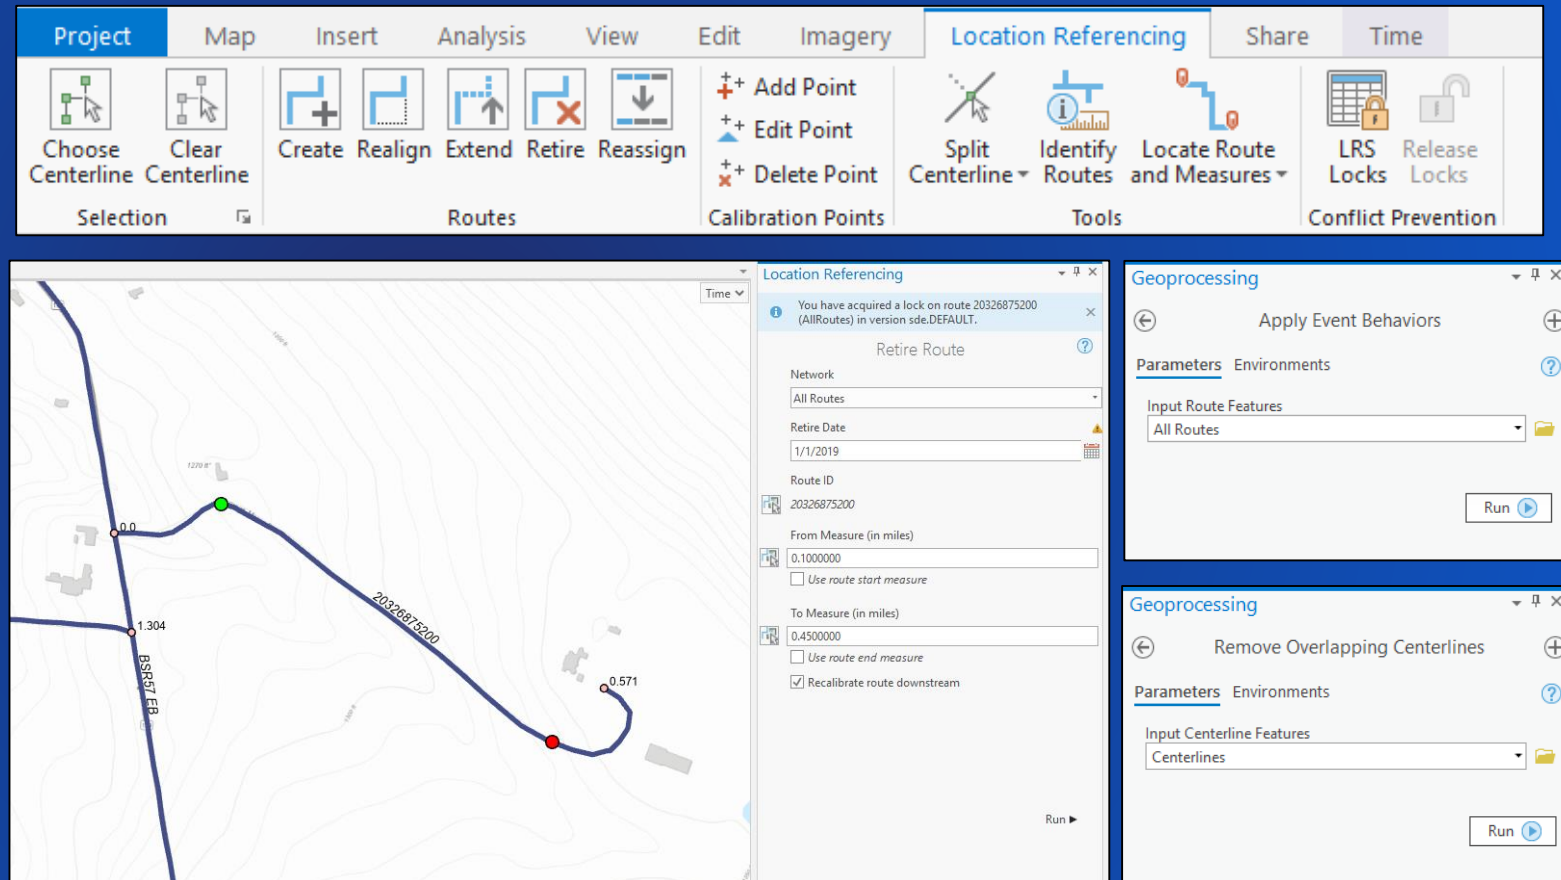 Project Map Insert Analysis View Edit Imagery Location Referencing Share Time
Choose Centerline
Clear Centerline
Create
Realign
Extend
Retire
Reassign
Add Point
Edit Point
Delete Point
Split Centerline
Identify Routes
Locate Route and Measures
LRS Locks
Release Locks
Selection
Routes
Calibration Points
Tools
Conflict Prevention
Time
1270 ft
0.0
1.304
BSR57 EB
20326875200
0.571
Location Referencing
You have acquired a lock on route 20326875200
(AllRoutes) in version sde.DEFAULT.
Retire Route
Network
All Routes
Retire Date
1/1/2019
Route ID
20326875200
From Measure (in miles)
0.1000000
Use route start measure
To Measure (in miles)
0.4500000
Use route end measure
Recalibrate route downstream
Run
Geoprocessing
Apply Event Behaviors
Parameters Environments
Input Route Features
All Routes
Run
Geoprocessing
Remove Overlapping Centerlines
Parameters Environments
Input Centerline Features
Centerlines
Run